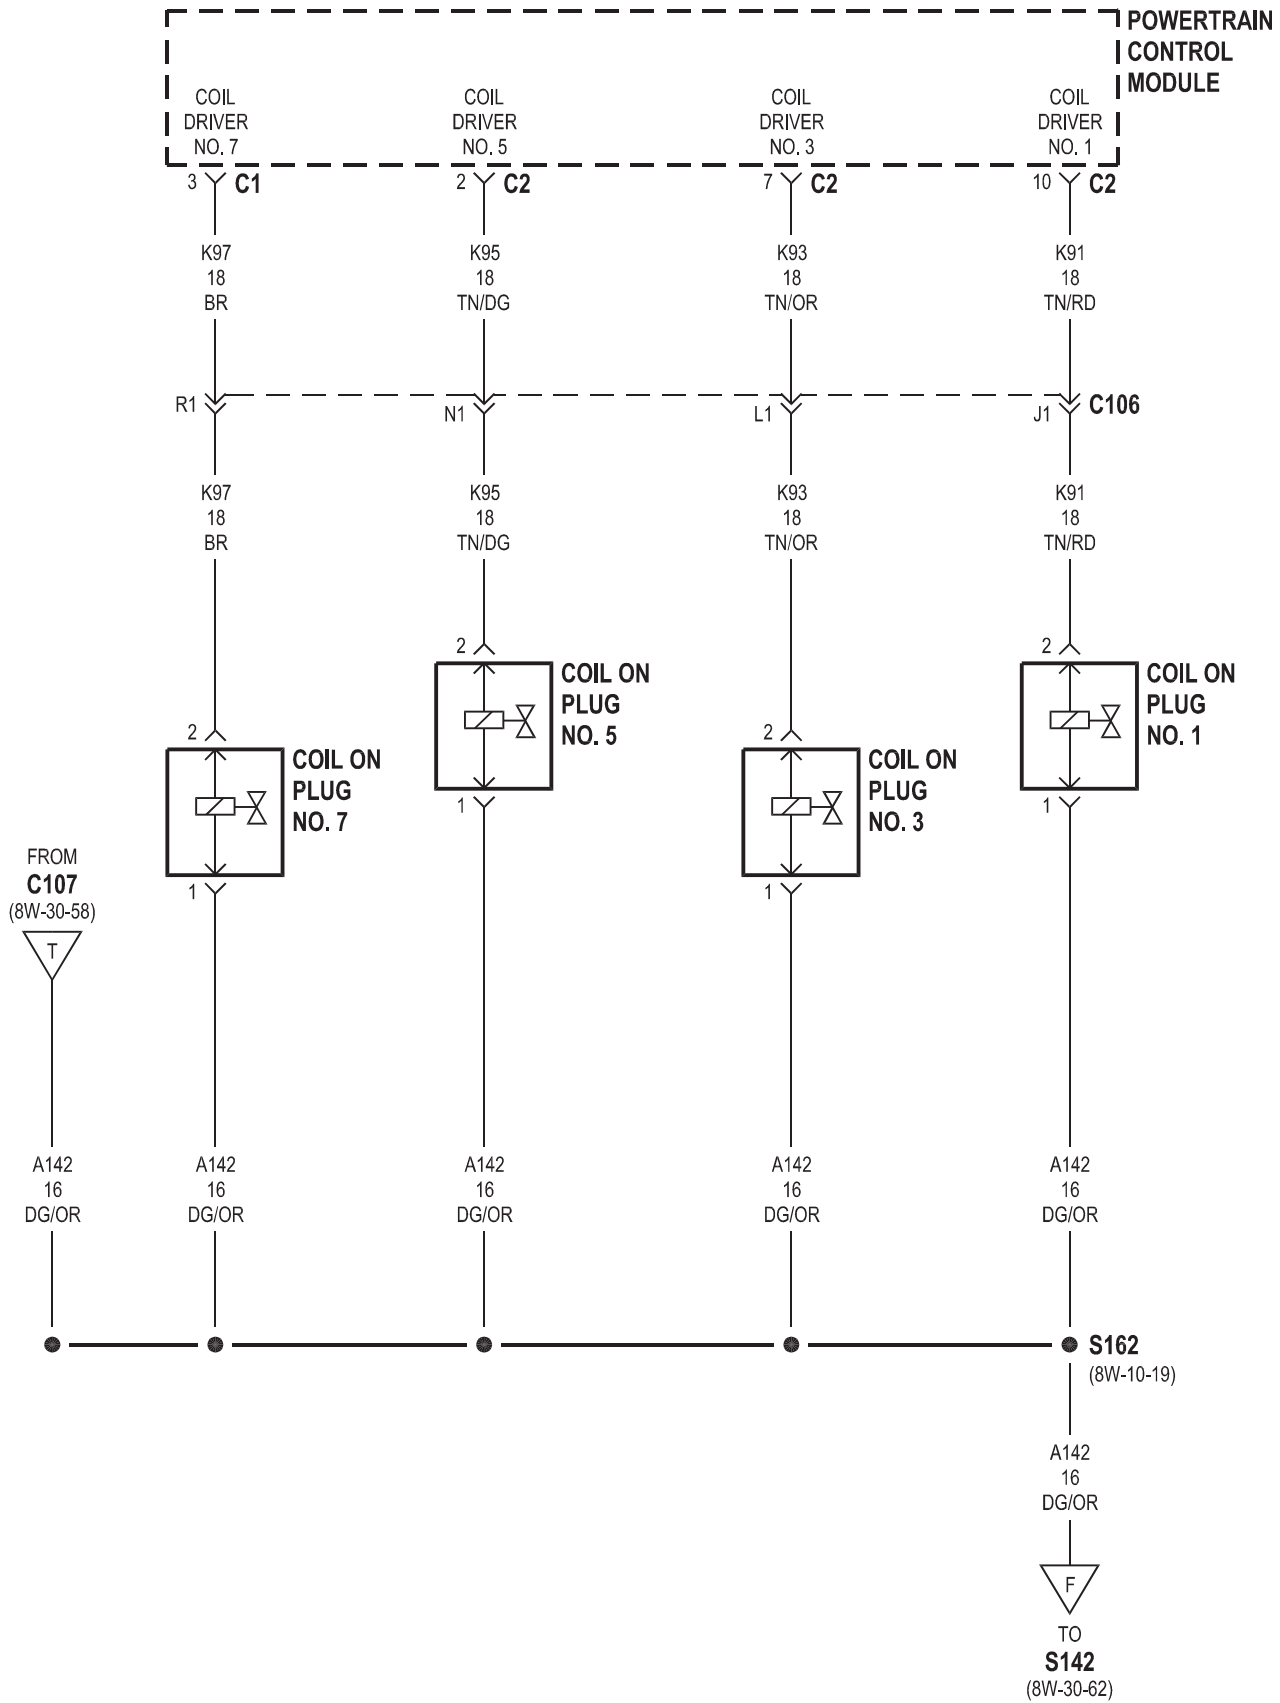 POWERTRAIN
CONTROL
MODULE
COIL
DRIVER
NO. 7
COIL
DRIVER
NO. 5
COIL
DRIVER
NO. 3
COIL
DRIVER
NO. 1
3 C1
2 C2
7 C2
10 C2
K97
18
BR
K95
18
TN/DG
K93
18
TN/OR
K91
18
TN/RD
R1
N1
L1
J1 C106
K97
18
BR
K95
18
TN/DG
K93
18
TN/OR
K91
18
TN/RD
2
COIL ON
PLUG
NO. 5
1
2
COIL ON
PLUG
NO. 1
1
2
COIL ON
PLUG
NO. 7
1
2
COIL ON
PLUG
NO. 3
1
FROM
C107
(8W-30-58)
T
A142
16
DG/OR
A142
16
DG/OR
A142
16
DG/OR
A142
16
DG/OR
A142
16
DG/OR
S162
(8W-10-19)
A142
16
DG/OR
F
TO
S142
(8W-30-62)